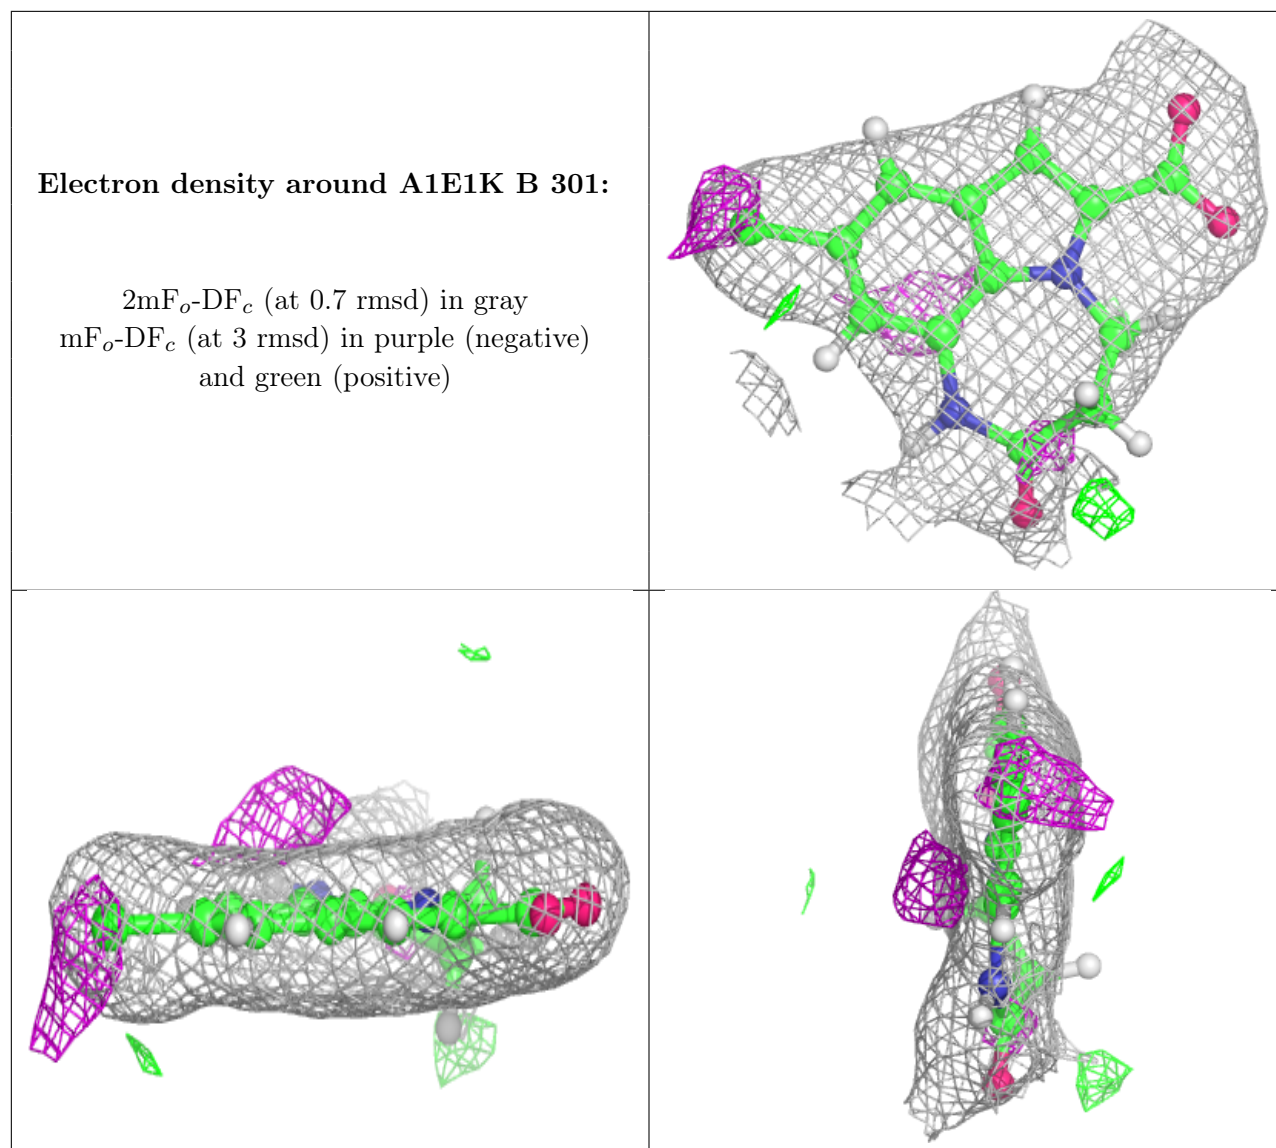 Electron density around A1E1K B 301:
2mFo-DFc (at 0.7 rmsd) in gray
mFo-DFc (at 3 rmsd) in purple (negative)
and green (positive)